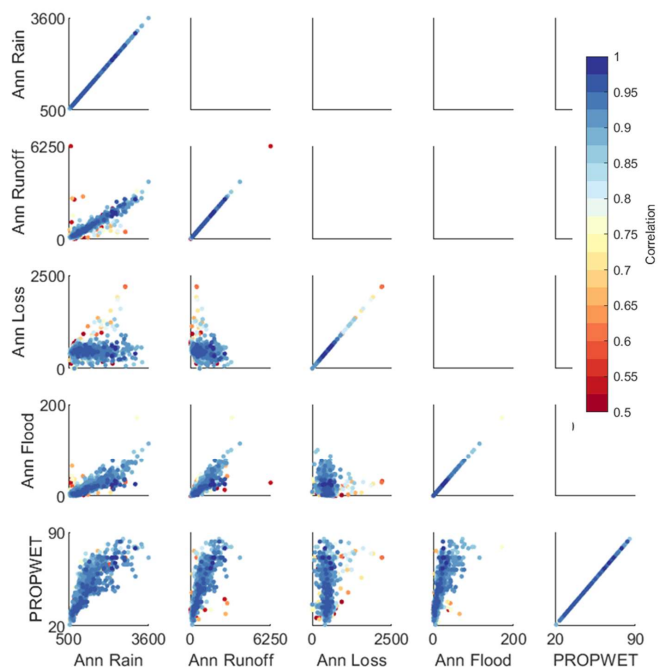 3600
Ann Rain
500
6250
Ann Runoff
0
2500
Ann Loss
0
200
Ann Flood
0
90
PROPWET
20
500 3600
0 6250
0 2500
0 200
20 90
Ann Rain
Ann Runoff
Ann Loss
Ann Flood
PROPWET
1
0.95
0.9
0.85
0.8
0.75
0.7
0.65
0.6
0.55
0.5
Correlation